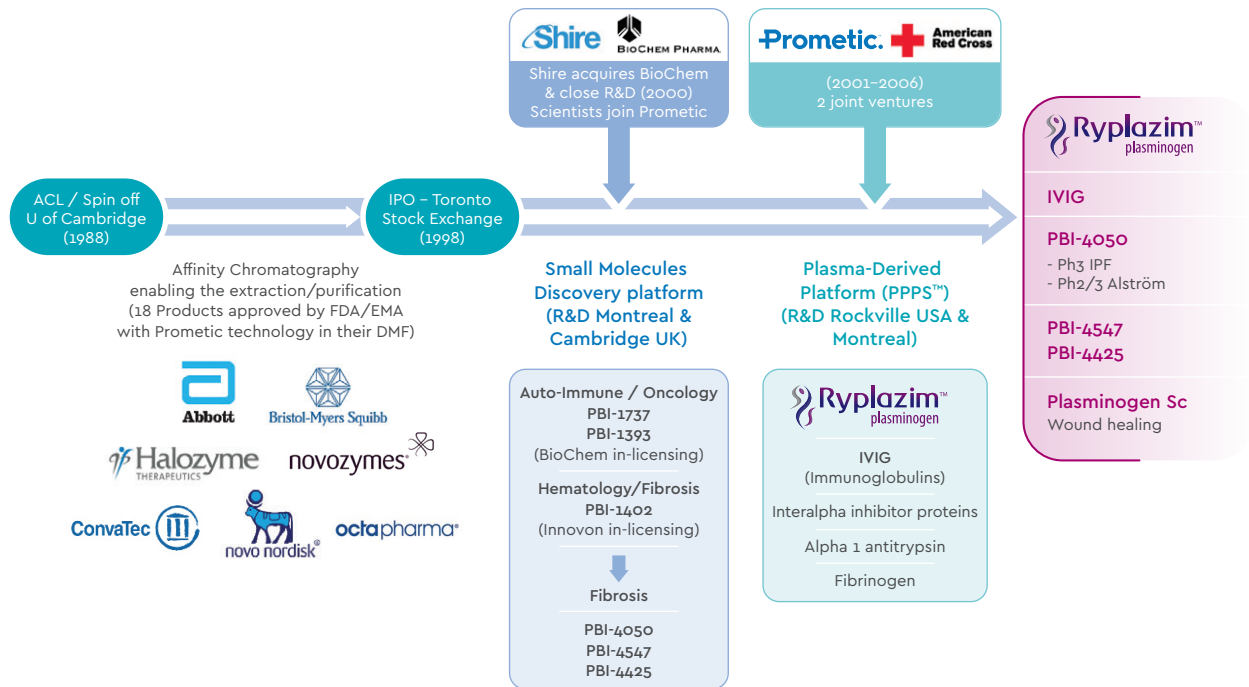 Shire
BIOCHEM PHARMA
Shire acquires BioChem
& close R&D (2000)
Scientists join Prometic
Prometic.
American
Red Cross
(2001–2006)
2 joint ventures
ACL / Spin off
U of Cambridge
(1988)
IPO – Toronto
Stock Exchange
(1998)
Affinity Chromatography
enabling the extraction/purification
(18 Products approved by FDA/EMA
with Prometic technology in their DMF)
Abbott
Bristol-Myers Squibb
Halozyme
THERAPEUTICS
novozymes®
ConvaTec
novo nordisk®
octapharma®
Small Molecules
Discovery platform
(R&D Montreal &
Cambridge UK)
Auto-Immune / Oncology
PBI-1737
PBI-1393
(BioChem in-licensing)
Hematology/Fibrosis
PBI-1402
(Innovon in-licensing)
Fibrosis
PBI-4050
PBI-4547
PBI-4425
Plasma-Derived
Platform (PPPS™)
(R&D Rockville USA &
Montreal)
Ryplazim™
plasminogen
IVIG
(Immunoglobulins)
Interalpha inhibitor proteins
Alpha 1 antitrypsin
Fibrinogen
Ryplazim™
plasminogen
IVIG
PBI-4050
- Ph3 IPF
- Ph2/3 Alström
PBI-4547
PBI-4425
Plasminogen Sc
Wound healing